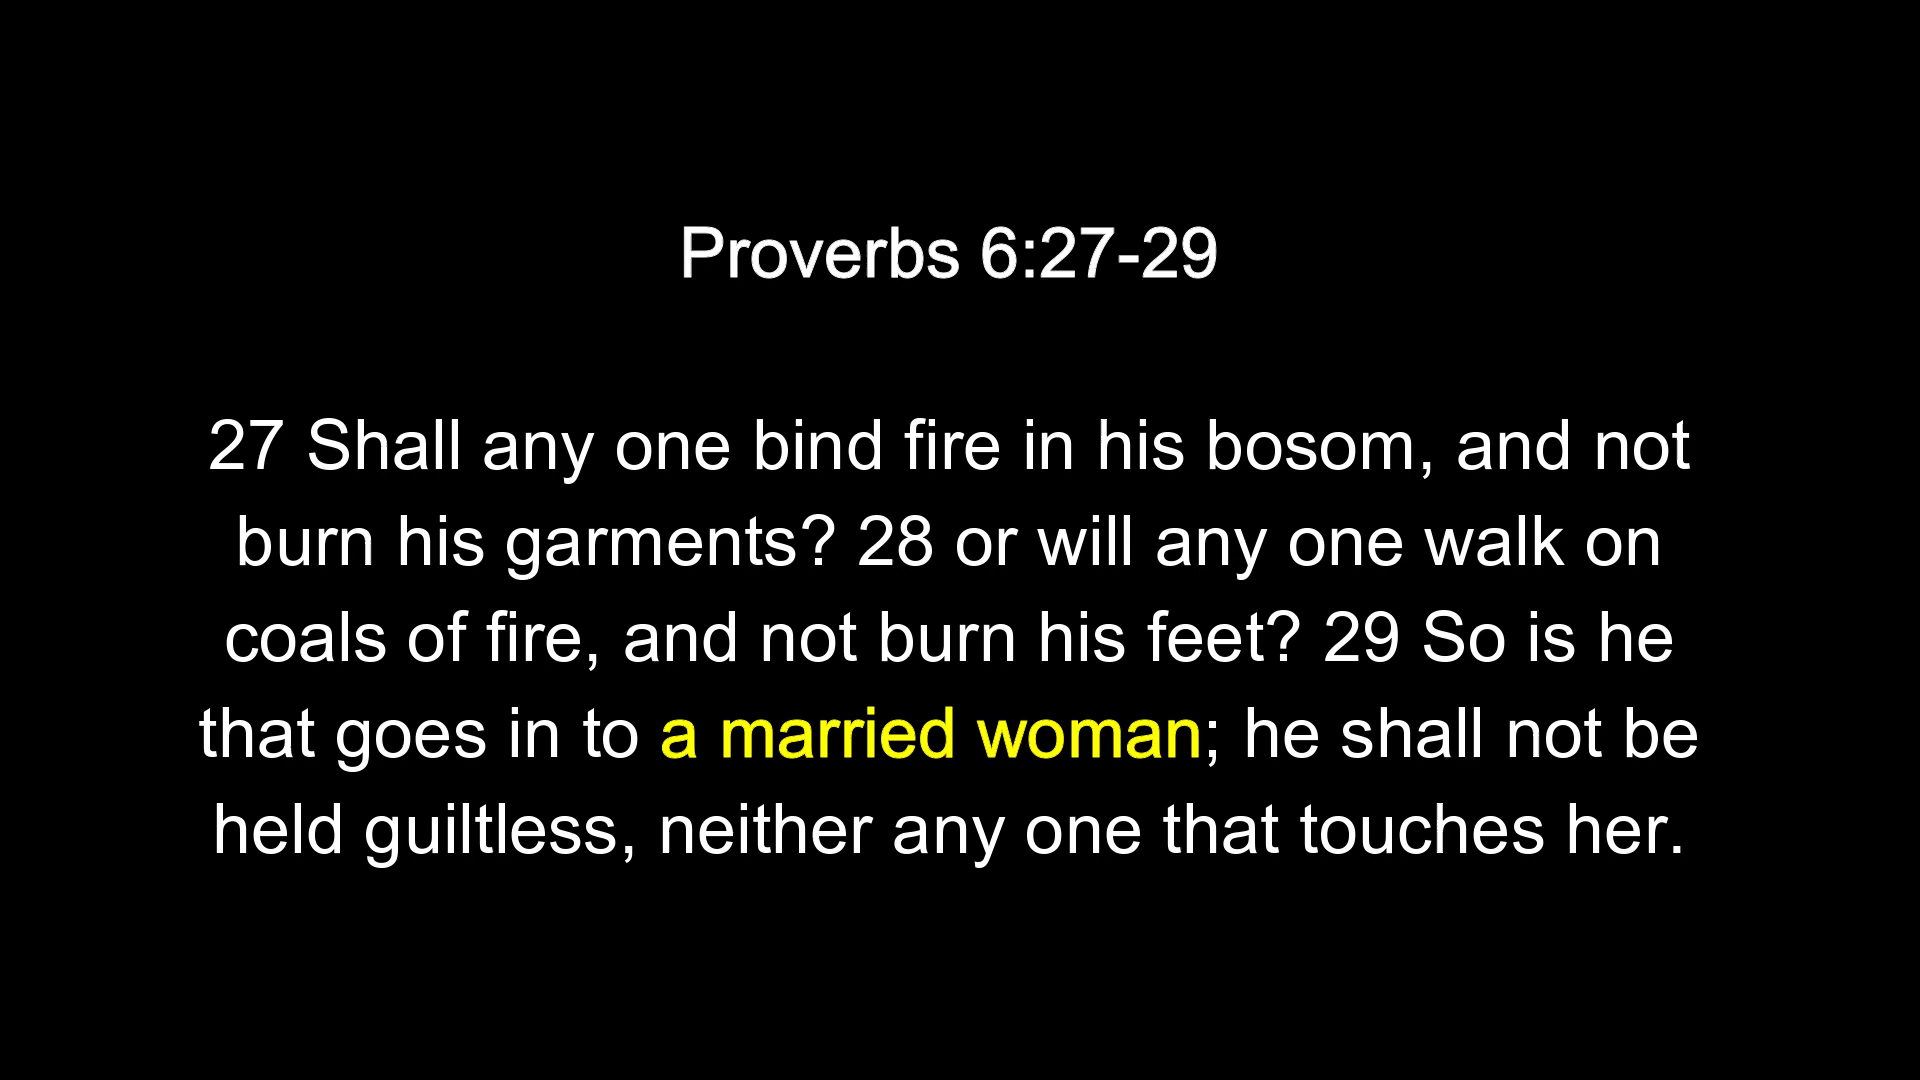 Proverbs 6:27-29
27 Shall any one bind fire in his bosom, and not
burn his garments? 28 or will any one walk on
coals of fire, and not burn his feet? 29 So is he
that goes in to a married woman; he shall not be
held guiltless, neither any one that touches her.